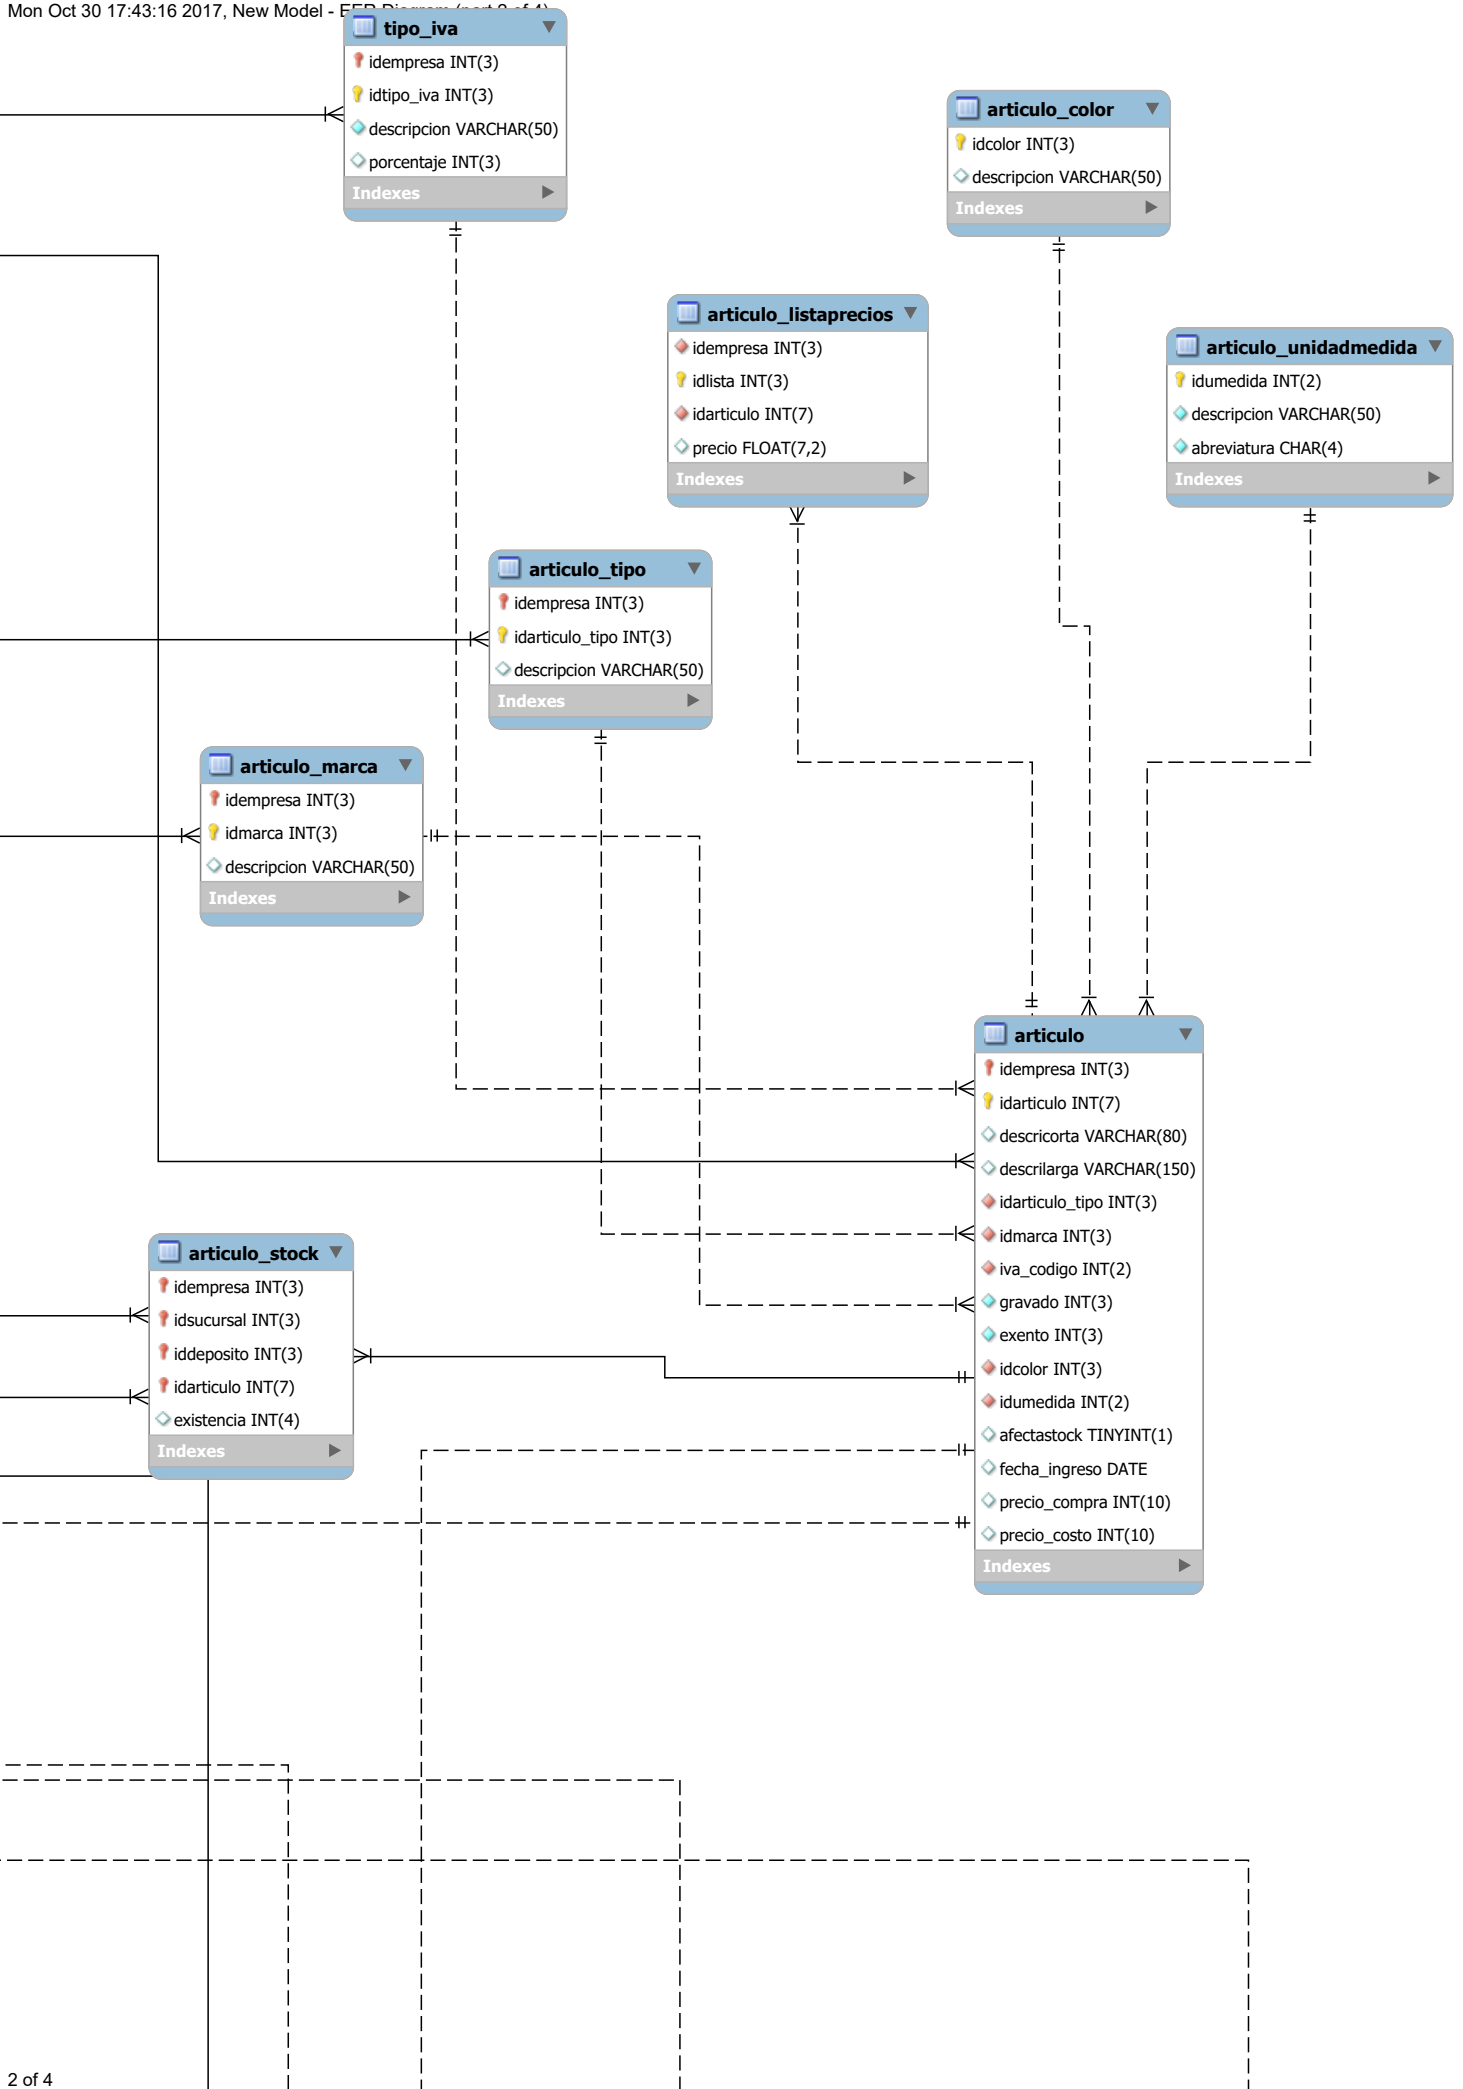 Mon Oct 30 17:43:16 2017, New Model - EER Diagram (part 2 of 4)
tipo_iva
idempresa INT(3)
idtipo_iva INT(3)
descripcion VARCHAR(50)
porcentaje INT(3)
Indexes
articulo_color
idcolor INT(3)
descripcion VARCHAR(50)
Indexes
articulo_listaprecios
idempresa INT(3)
idlista INT(3)
idarticulo INT(7)
precio FLOAT(7,2)
Indexes
articulo_unidadmedida
idumedida INT(2)
descripcion VARCHAR(50)
abreviatura CHAR(4)
Indexes
articulo_tipo
idempresa INT(3)
idarticulo_tipo INT(3)
descripcion VARCHAR(50)
Indexes
articulo_marca
idempresa INT(3)
idmarca INT(3)
descripcion VARCHAR(50)
Indexes
articulo
idempresa INT(3)
idarticulo INT(7)
descricorta VARCHAR(80)
descrilarga VARCHAR(150)
idarticulo_tipo INT(3)
idmarca INT(3)
iva_codigo INT(2)
gravado INT(3)
exento INT(3)
idcolor INT(3)
idumedida INT(2)
afectastock TINYINT(1)
fecha_ingreso DATE
precio_compra INT(10)
precio_costo INT(10)
Indexes
articulo_stock
idempresa INT(3)
idsucursal INT(3)
iddeposito INT(3)
idarticulo INT(7)
existencia INT(4)
Indexes
2 of 4